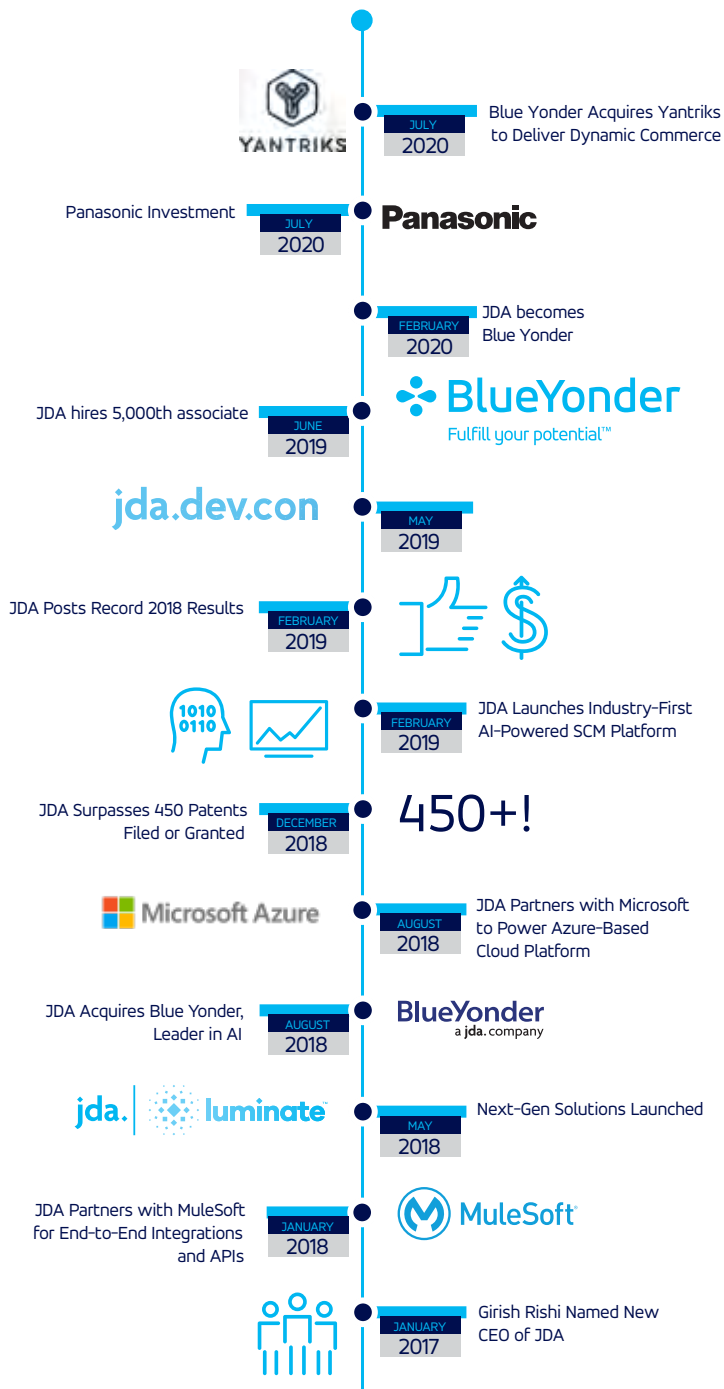 YANTRIKS
JULY
2020
Blue Yonder Acquires Yantriks
to Deliver Dynamic Commerce
Panasonic Investment
JULY
2020
Panasonic
FEBRUARY
2020
JDA becomes
Blue Yonder
JDA hires 5,000th associate
JUNE
2019
BlueYonder
Fulfill your potential™
jda.dev.con
MAY
2019
JDA Posts Record 2018 Results
FEBRUARY
2019
$
1010
0110
FEBRUARY
2019
JDA Launches Industry-First
AI-Powered SCM Platform
JDA Surpasses 450 Patents
Filed or Granted
DECEMBER
2018
450+!
Microsoft Azure
AUGUST
2018
JDA Partners with Microsoft
to Power Azure-Based
Cloud Platform
JDA Acquires Blue Yonder,
Leader in AI
AUGUST
2018
BlueYonder
a jda. company
jda. luminate™
MAY
2018
Next-Gen Solutions Launched
JDA Partners with MuleSoft
for End-to-End Integrations
and APIs
JANUARY
2018
MuleSoft®
JANUARY
2017
Girish Rishi Named New
CEO of JDA